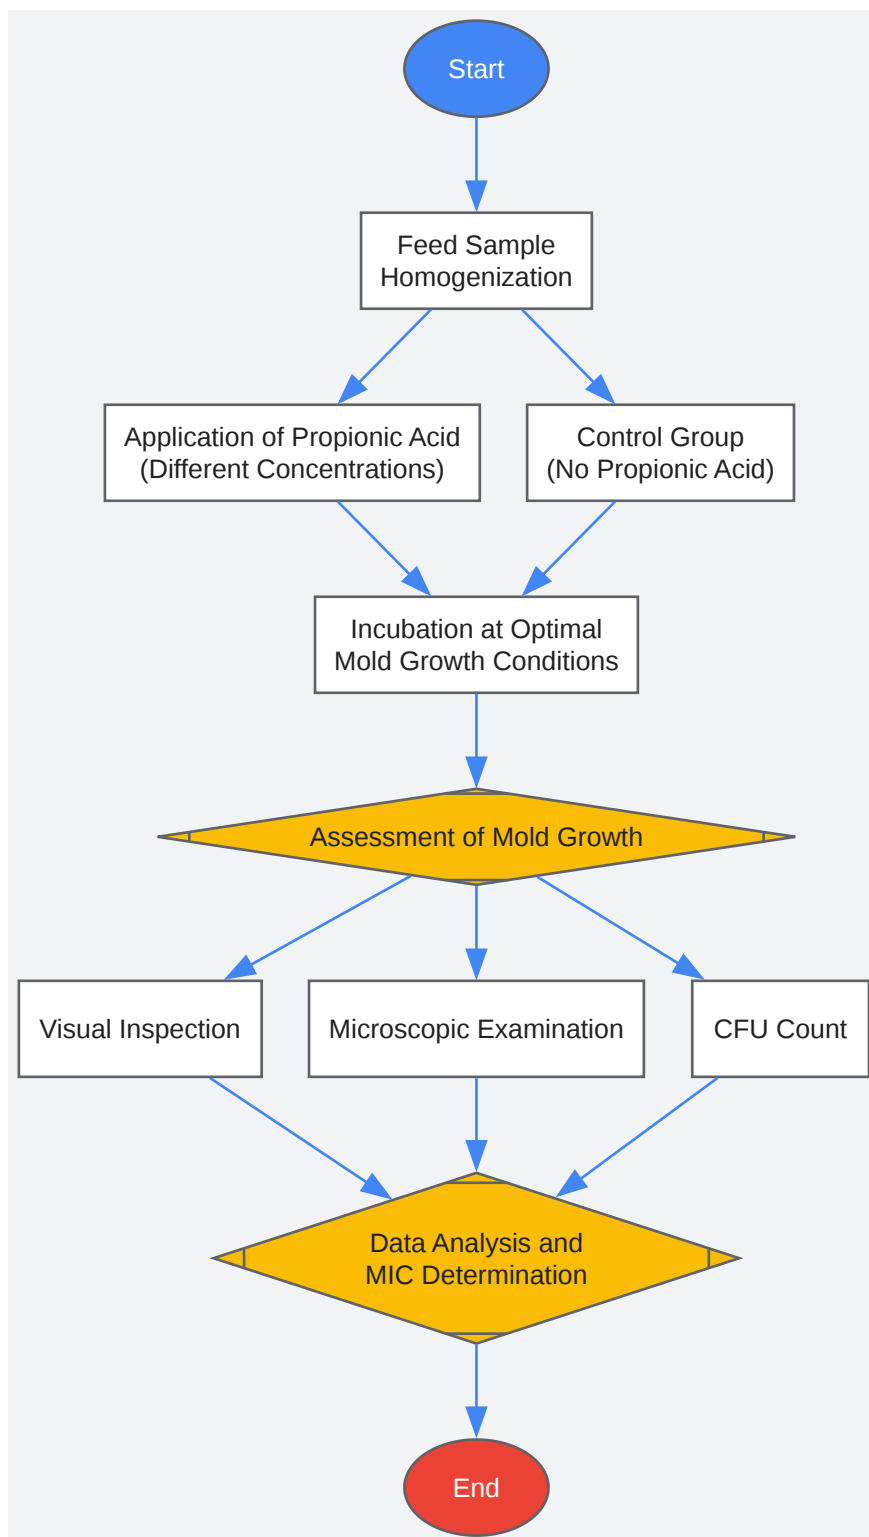 Start
Feed Sample
Homogenization
Application of Propionic Acid
(Different Concentrations)
Control Group
(No Propionic Acid)
Incubation at Optimal
Mold Growth Conditions
Assessment of Mold Growth
Visual Inspection
Microscopic Examination
CFU Count
Data Analysis and
MIC Determination
End